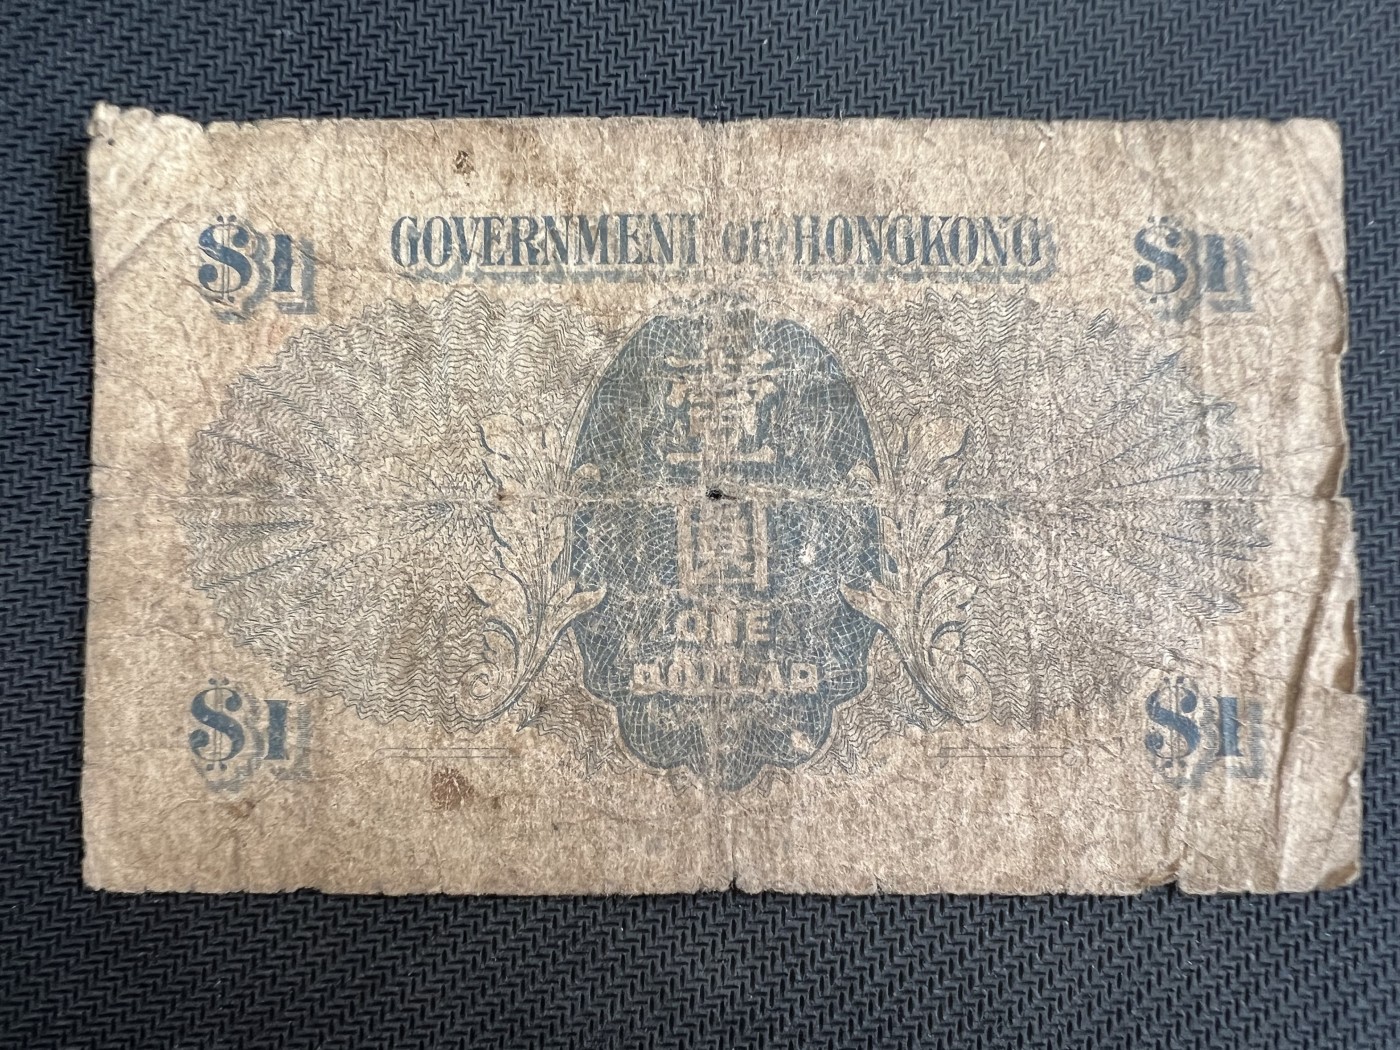 GOVERNMENT OF HONGKONG
$1 $1
壹
圓
ONE
DOLLAR
$1 $1